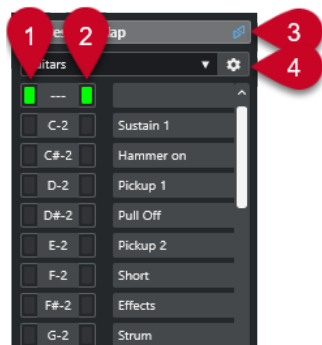 1 2 3
4
---
C-2 Sustain 1
C#-2 Hammer on
D-2 Pickup 1
D#-2 Pull Off
E-2 Pickup 2
F-2 Short
F#-2 Effects
G-2 Strum